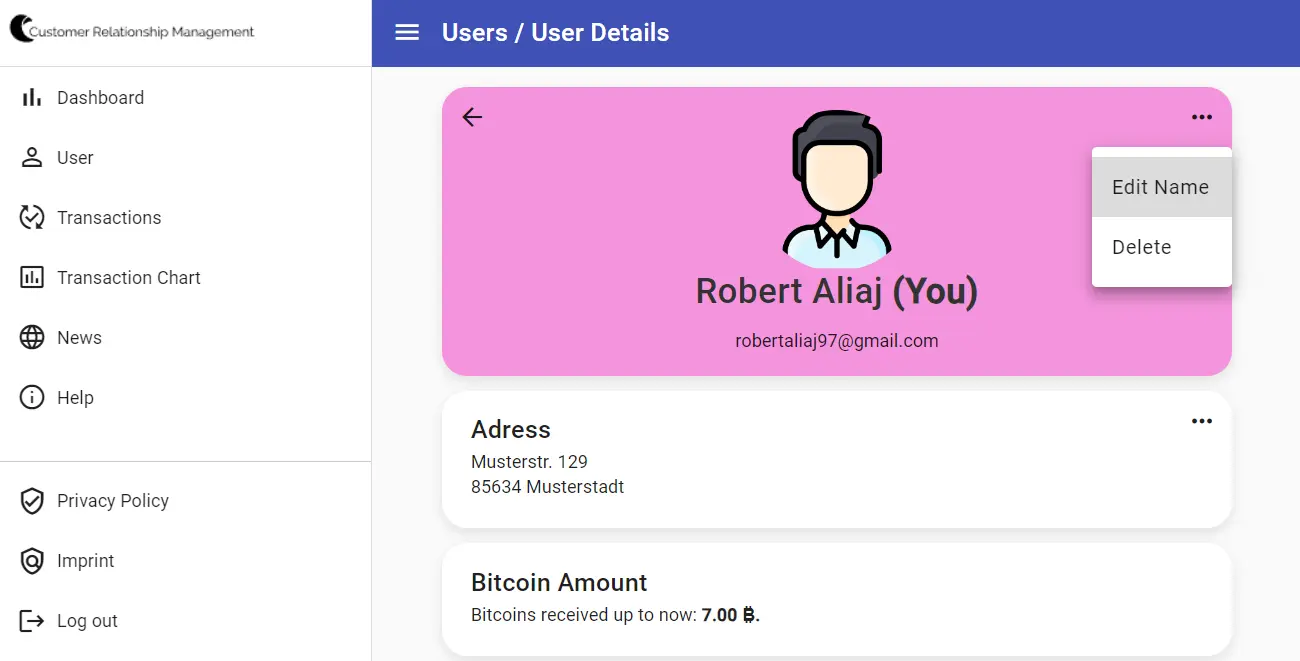 Customer Relationship Management
Users / User Details
Dashboard
User
Transactions
Transaction Chart
News
Help
Privacy Policy
Imprint
Log out
Edit Name
Delete
Robert Aliaj (You)
robertaliaj97@gmail.com
Adress
Musterstr. 129
85634 Musterstadt
Bitcoin Amount
Bitcoins received up to now: 7.00 ₿.